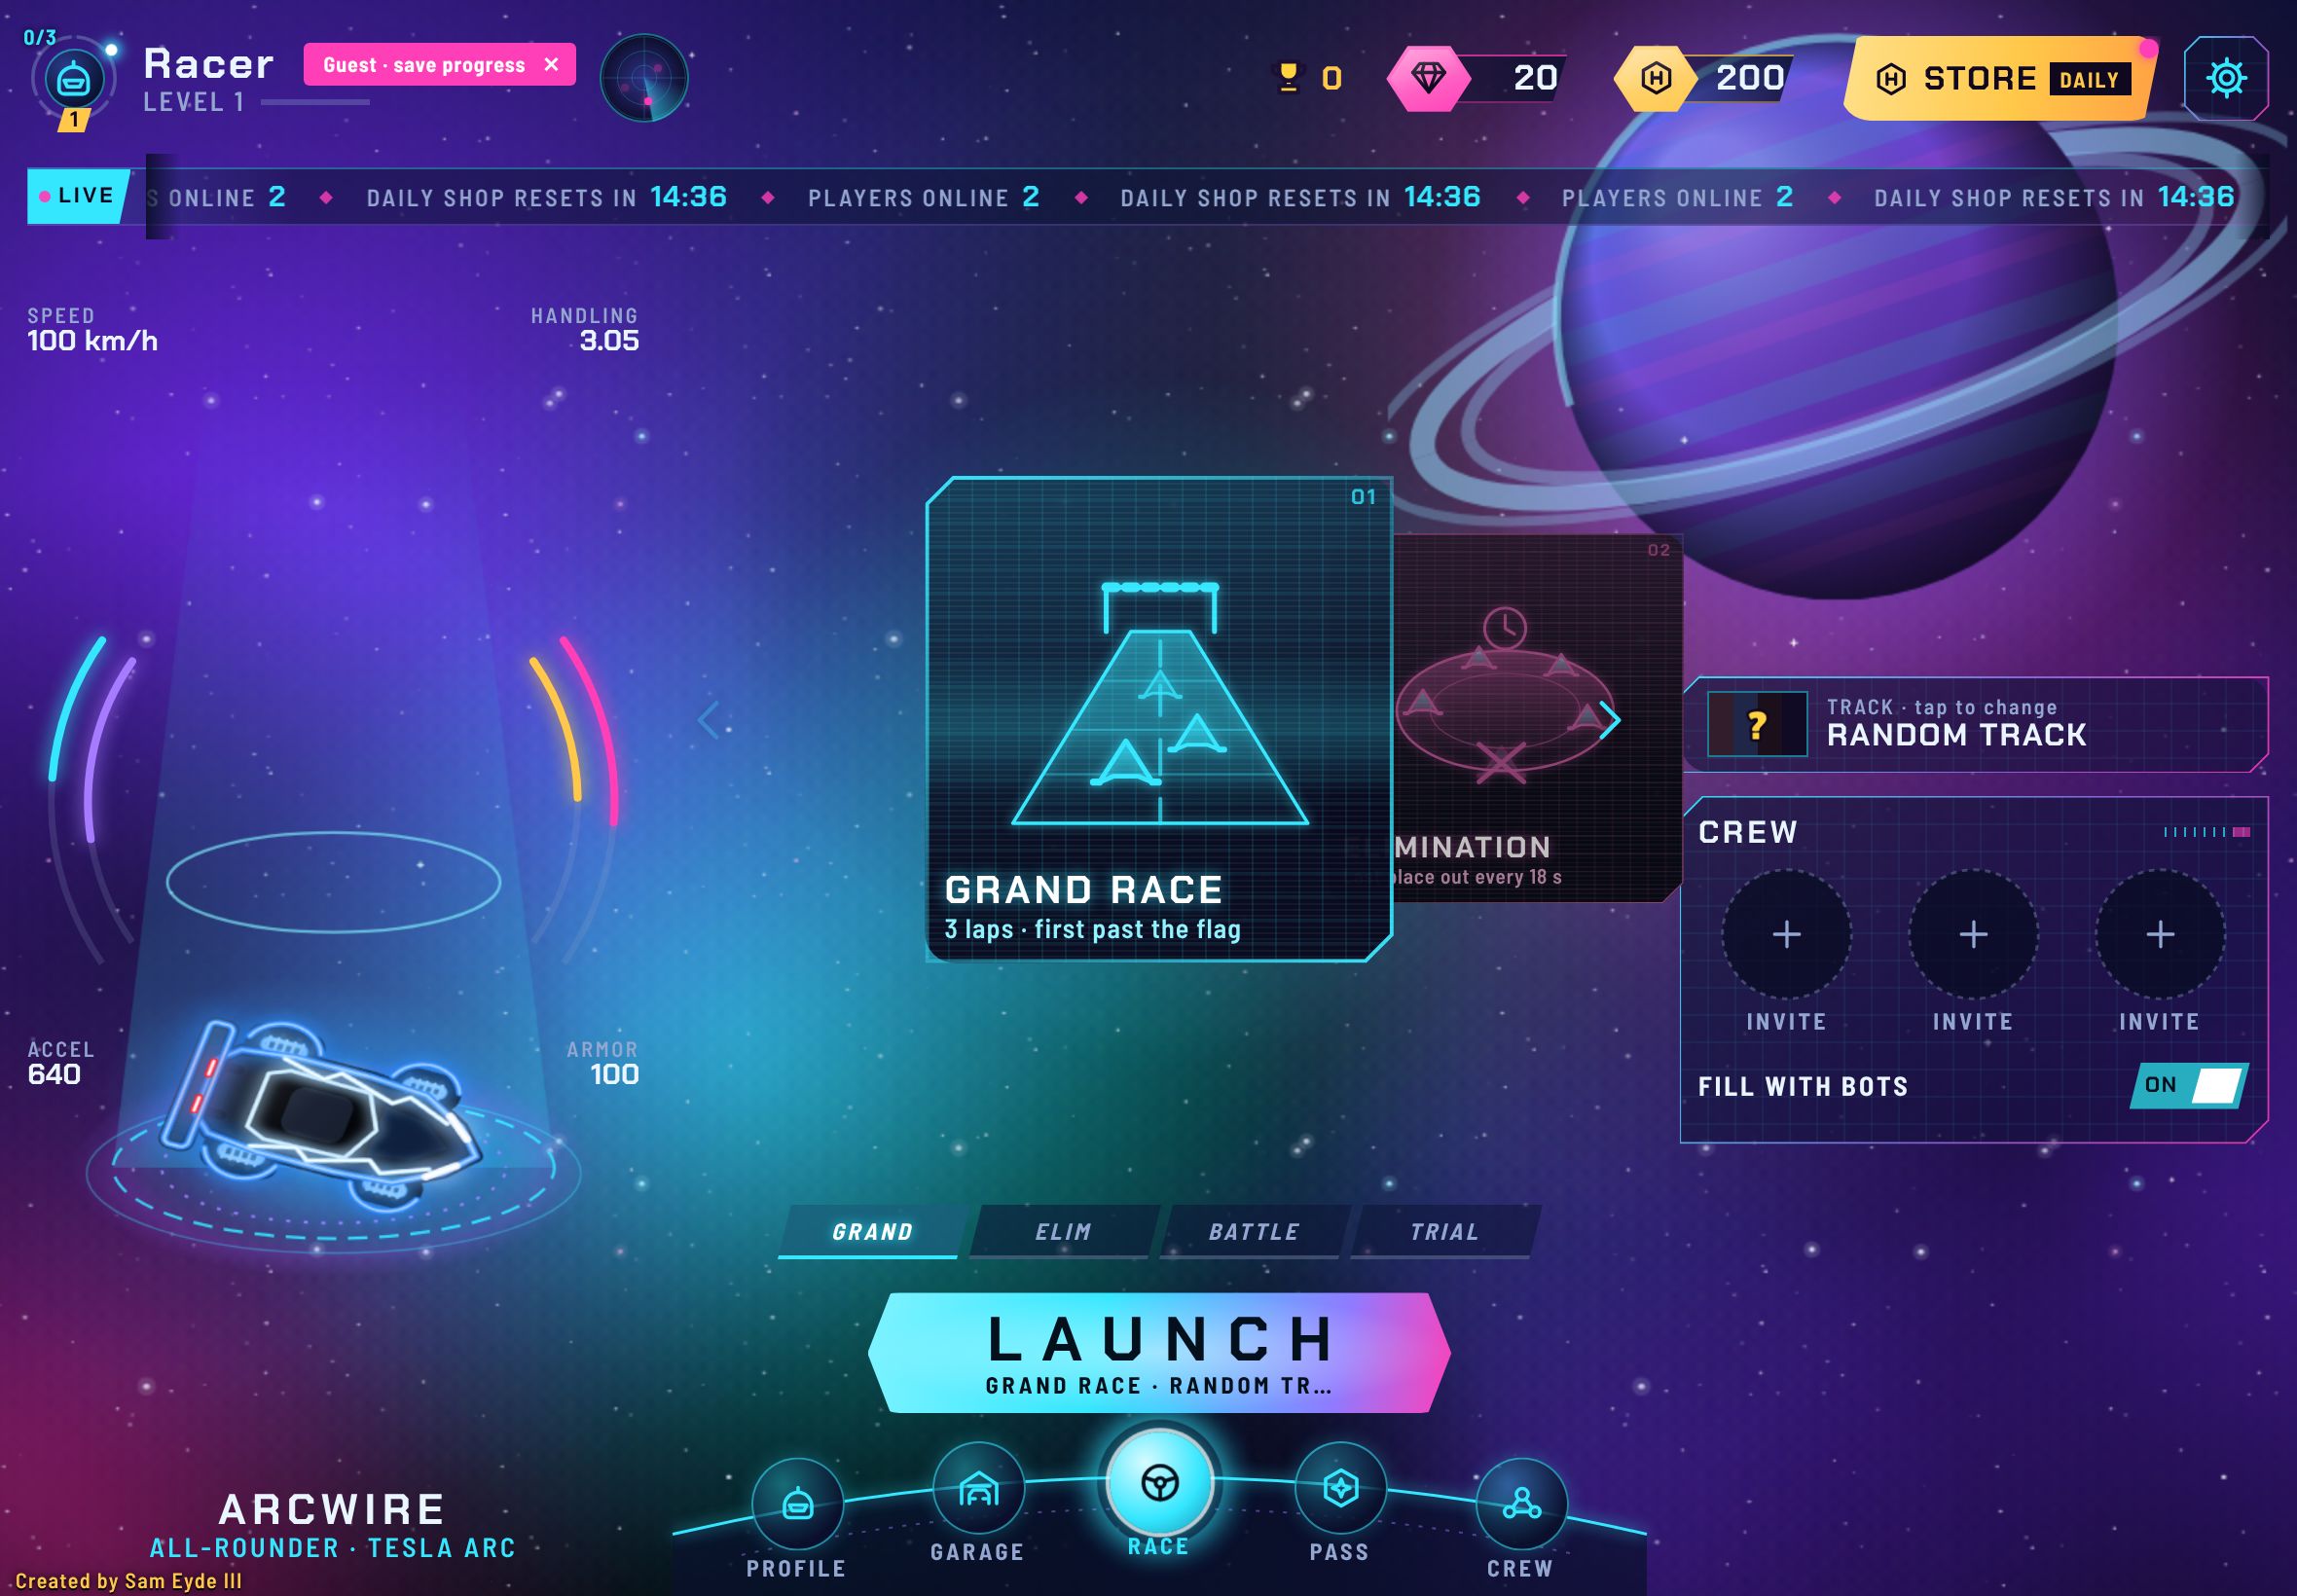 0/3
Racer
LEVEL 1
1
Guest · save progress ✕
0
20
200
STORE DAILY
LIVE
S ONLINE 2 ◆ DAILY SHOP RESETS IN 14:36 ◆ PLAYERS ONLINE 2 ◆ DAILY SHOP RESETS IN 14:36 ◆ PLAYERS ONLINE 2 ◆ DAILY SHOP RESETS IN 14:36
SPEED
100 km/h
HANDLING
3.05
ACCEL
640
ARMOR
100
01
GRAND RACE
3 laps · first past the flag
02
MINATION
place out every 18 s
?
TRACK · tap to change
RANDOM TRACK
CREW
+ + +
INVITE INVITE INVITE
FILL WITH BOTS ON
GRAND ELIM BATTLE TRIAL
LAUNCH
GRAND RACE · RANDOM TR…
ARCWIRE
ALL-ROUNDER · TESLA ARC
Created by Sam Eyde III
PROFILE GARAGE RACE PASS CREW